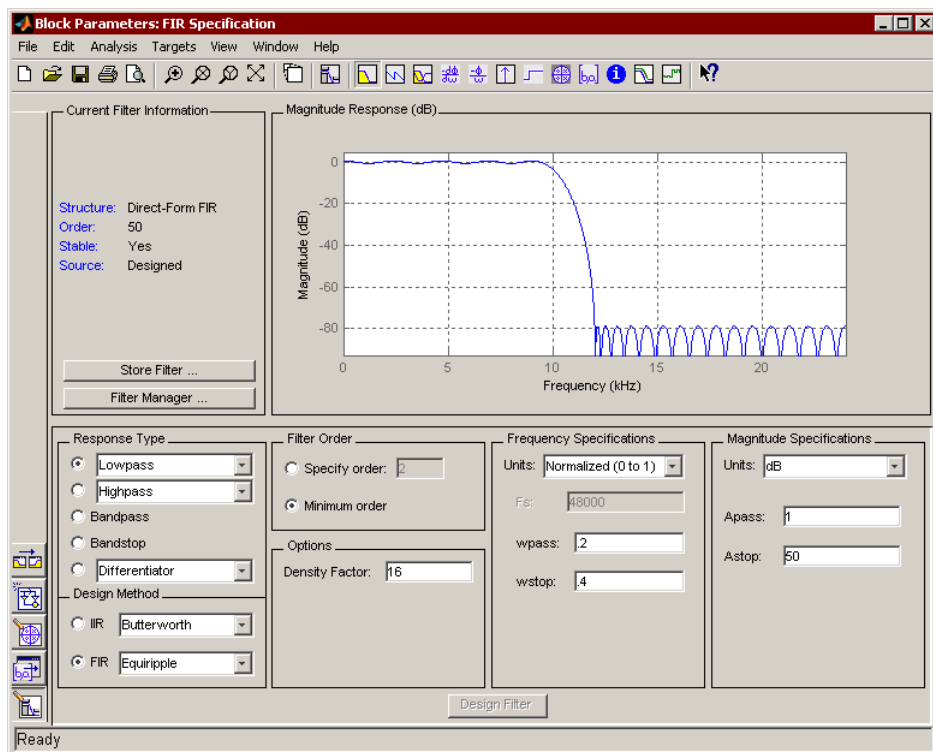 Block Parameters: FIR Specification
File Edit Analysis Targets View Window Help
Current Filter Information
Structure: Direct-Form FIR
Order: 50
Stable: Yes
Source: Designed
Store Filter ...
Filter Manager ...
Magnitude Response (dB)
0
-20
-40
-60
-80
Magnitude (dB)
0 5 10 15 20
Frequency (kHz)
Response Type
Lowpass
Highpass
Bandpass
Bandstop
Differentiator
Design Method
IIR Butterworth
FIR Equiripple
Filter Order
Specify order: 2
Minimum order
Options
Density Factor: 16
Frequency Specifications
Units: Normalized (0 to 1)
Fs: 48000
wpass: .2
wstop: .4
Magnitude Specifications
Units: dB
Apass: 1
Astop: 50
Design Filter
Ready